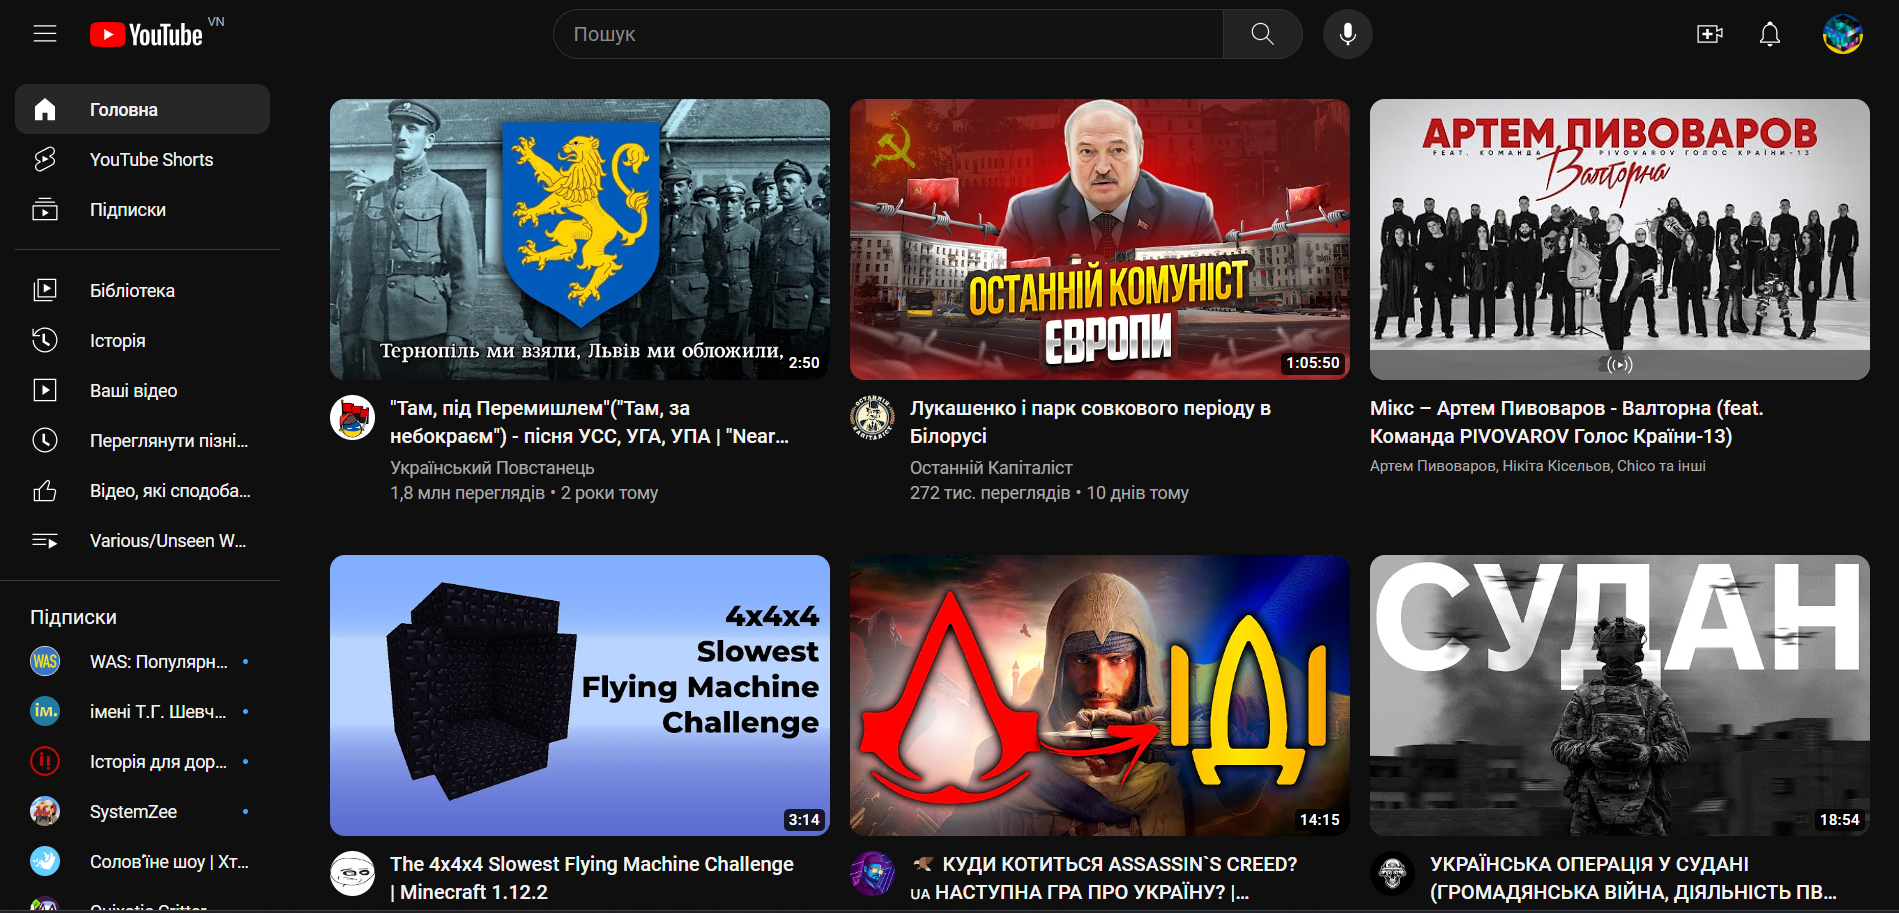 YouTube VN
Пошук
Головна
YouTube Shorts
Підписки
Бібліотека
Історія
Ваші відео
Переглянути пізні...
Відео, які сподоба...
Various/Unseen W...
Підписки
WAS
WAS: Популярн...
ім.
імені Т.Г. Шевч...
Історія для дор...
SystemZee
Солов'їне шоу | Хт...
Тернопіль ми взяли, Львів ми обложили,
2:50
"Там, під Перемишлем"("Там, за
небокраєм") - пісня УСС, УГА, УПА | "Near...
Український Повстанець
1,8 млн переглядів • 2 роки тому
ОСТАННІЙ КОМУНІСТ
ЄВРОПИ
1:05:50
ОСТАННІЙ
КАПІТАЛІСТ
Лукашенко і парк совкового періоду в
Білорусі
Останній Капіталіст
272 тис. переглядів • 10 днів тому
АРТЕМ ПИВОВАРОВ
FEAT. КОМАНДА PIVOVAROV ГОЛОС КРАЇНИ-13
Валторна
Мікс – Артем Пивоваров - Валторна (feat.
Команда PIVOVAROV Голос Країни-13)
Артем Пивоваров, Нікіта Кісельов, Chico та інші
4x4x4
Slowest
Flying Machine
Challenge
3:14
The 4x4x4 Slowest Flying Machine Challenge
| Minecraft 1.12.2
ІДІ
14:15
КУДИ КОТИТЬСЯ ASSASSIN`S CREED?
UA НАСТУПНА ГРА ПРО УКРАЇНУ? |...
СУДАН
18:54
УКРАЇНСЬКА ОПЕРАЦІЯ У СУДАНІ
(ГРОМАДЯНСЬКА ВІЙНА, ДІЯЛЬНІСТЬ ПВ...